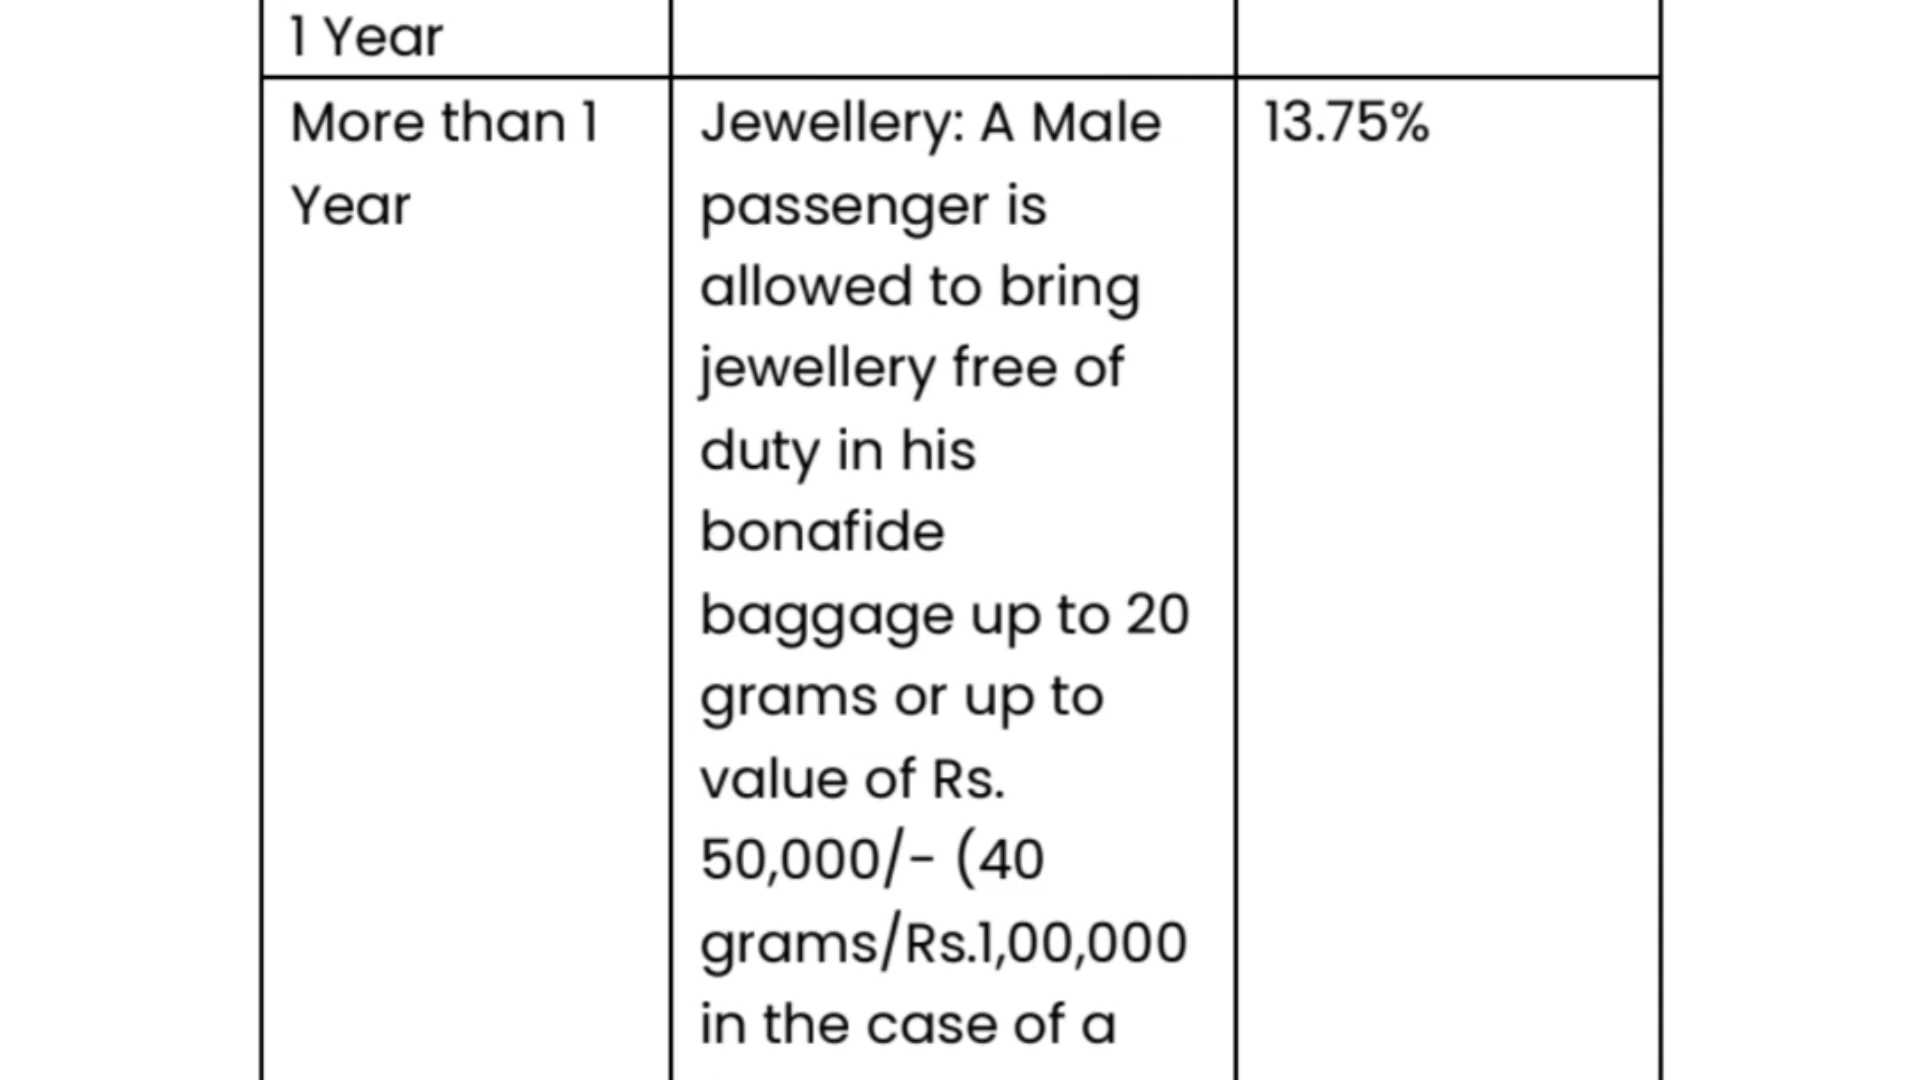 1 Year
More than 1
Year
Jewellery: A Male
passenger is
allowed to bring
jewellery free of
duty in his
bonafide
baggage up to 20
grams or up to
value of Rs.
50,000/- (40
grams/Rs.1,00,000
in the case of a
13.75%